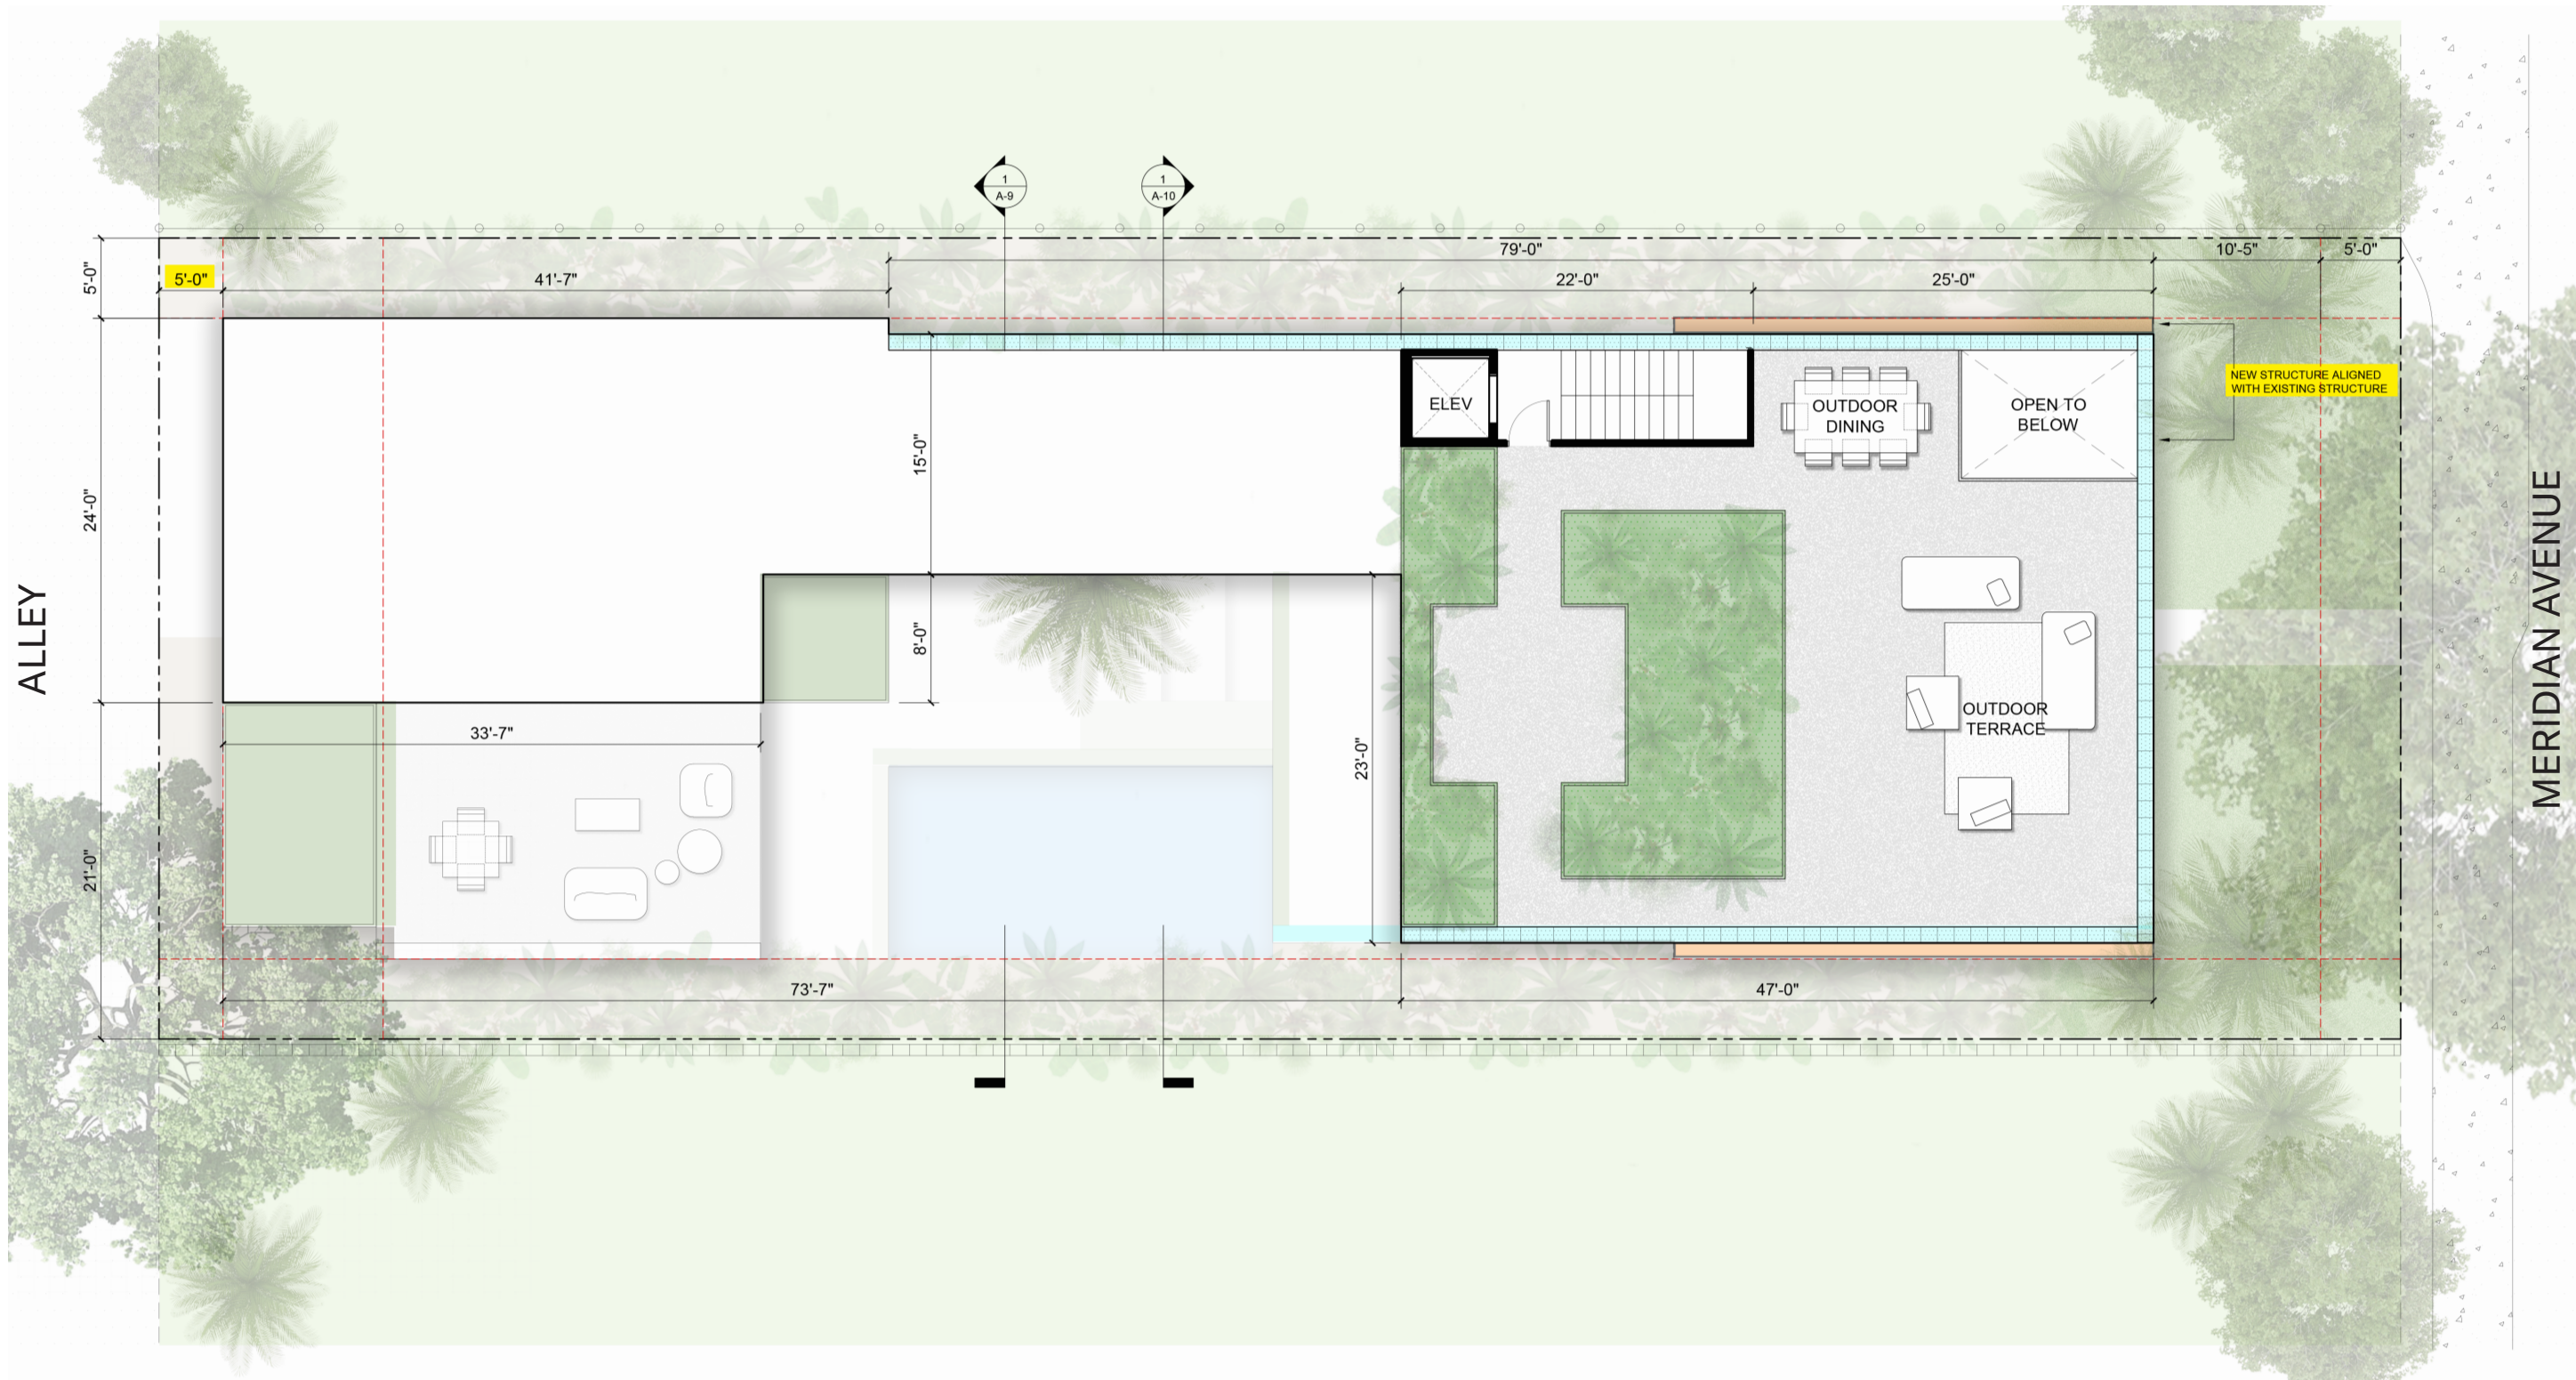 1
A-9
1
A-10
79'-0"
10'-5"
5'-0"
5'-0"
5'-0"
41'-7"
22'-0"
25'-0"
NEW STRUCTURE ALIGNED
WITH EXISTING STRUCTURE
ELEV
OUTDOOR
DINING
OPEN TO
BELOW
15'-0"
24'-0"
ALLEY
8'-0"
MERIDIAN AVENUE
OUTDOOR
TERRACE
33'-7"
23'-0"
21'-0"
73'-7"
47'-0"